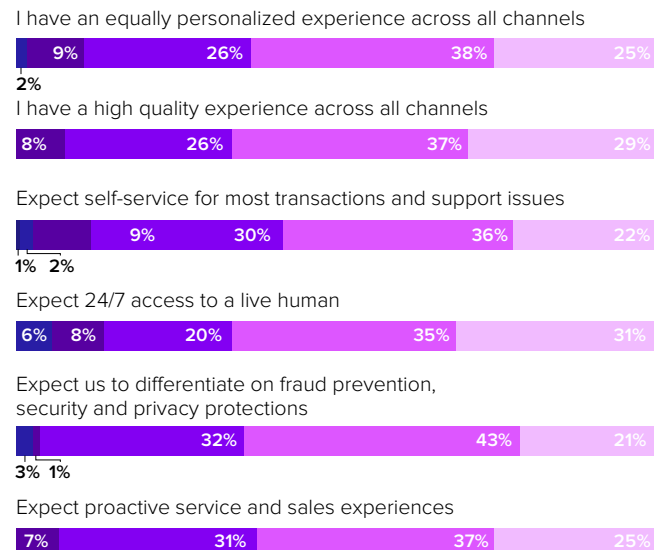 I have an equally personalized experience across all channels
9% 26% 38% 25%
2%
I have a high quality experience across all channels
8% 26% 37% 29%
Expect self-service for most transactions and support issues
9% 30% 36% 22%
1% 2%
Expect 24/7 access to a live human
6% 8% 20% 35% 31%
Expect us to differentiate on fraud prevention,
security and privacy protections
32% 43% 21%
3% 1%
Expect proactive service and sales experiences
7% 31% 37% 25%